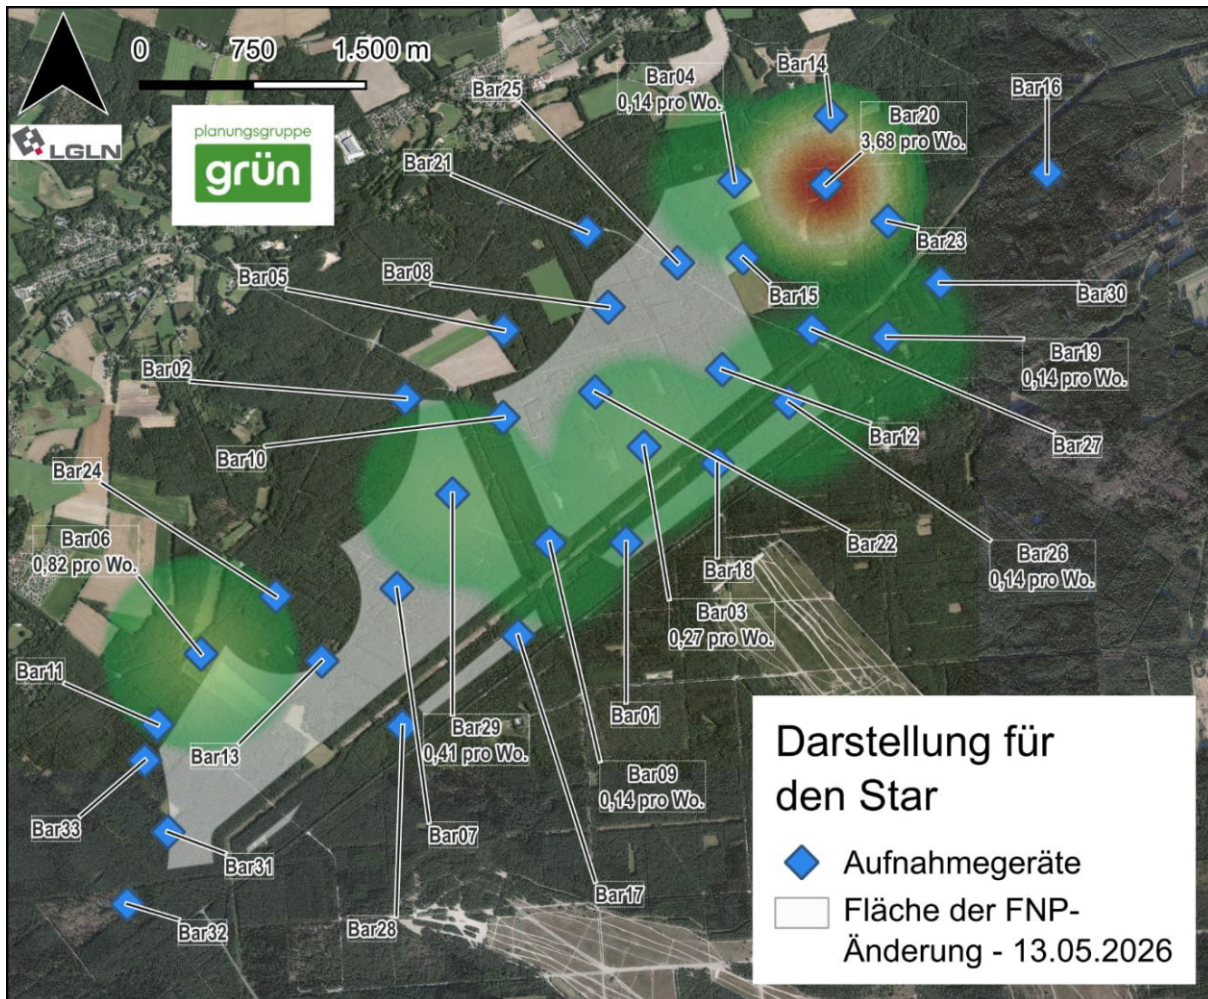 0 750 1.500 m
LGLN
planungsgruppe
grün
Bar25
Bar04
0,14 pro Wo.
Bar14
Bar20
3,68 pro Wo.
Bar16
Bar21
Bar23
Bar05
Bar08
Bar15
Bar30
Bar02
Bar19
0,14 pro Wo.
Bar10
Bar12
Bar27
Bar24
Bar06
0,82 pro Wo.
Bar22
Bar26
0,14 pro Wo.
Bar18
Bar03
0,27 pro Wo.
Bar11
Bar13
Bar29
0,41 pro Wo.
Bar01
Bar09
0,14 pro Wo.
Bar33
Bar31
Bar07
Bar17
Bar32
Bar28
Darstellung für
den Star
Aufnahmegeräte
Fläche der FNP-
Änderung - 13.05.2026